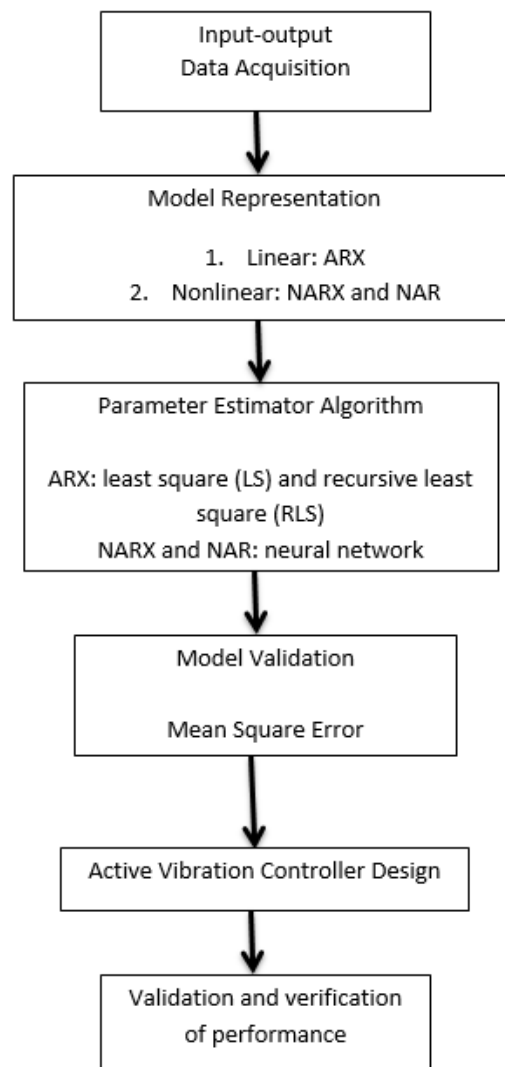 Input-output
Data Acquisition
Model Representation
1. Linear: ARX
2. Nonlinear: NARX and NAR
Parameter Estimator Algorithm
ARX: least square (LS) and recursive least
square (RLS)
NARX and NAR: neural network
Model Validation
Mean Square Error
Active Vibration Controller Design
Validation and verification
of performance